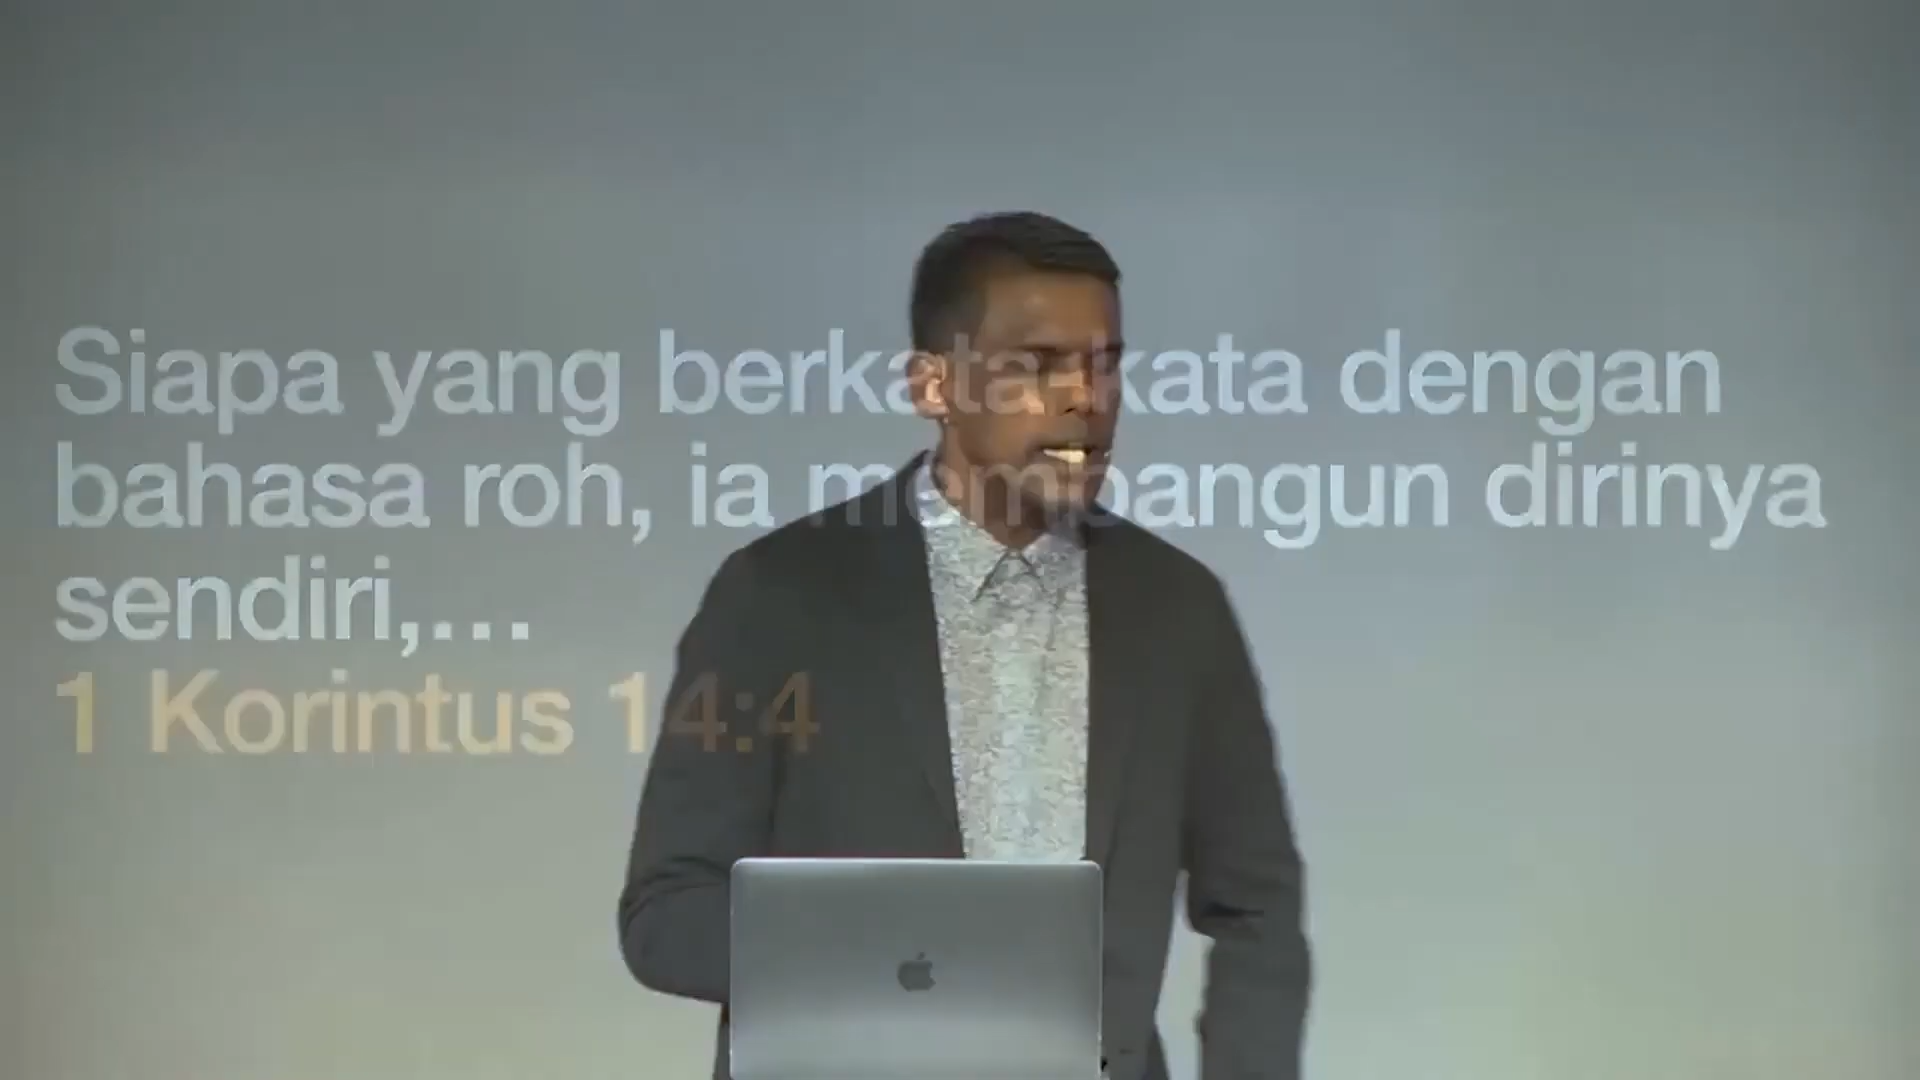 Siapa yang berkata-kata dengan
bahasa roh, ia membangun dirinya
sendiri,...
1 Korintus 14:4